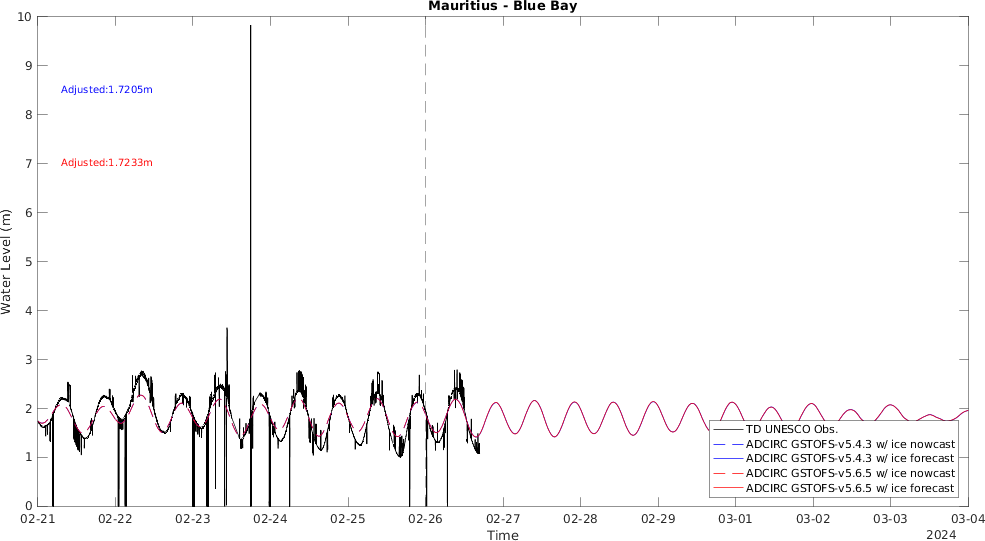 Mauritius - Blue Bay
10
9
8
7
6
5
4
3
2
1
0
Water Level (m)
Adjusted:1.7205m
Adjusted:1.7233m
TD UNESCO Obs.
ADCIRC GSTOFS-v5.4.3 w/ ice nowcast
ADCIRC GSTOFS-v5.4.3 w/ ice forecast
ADCIRC GSTOFS-v5.6.5 w/ ice nowcast
ADCIRC GSTOFS-v5.6.5 w/ ice forecast
02-21 02-22 02-23 02-24 02-25 02-26 02-27 02-28 02-29 03-01 03-02 03-03 03-04
Time
2024